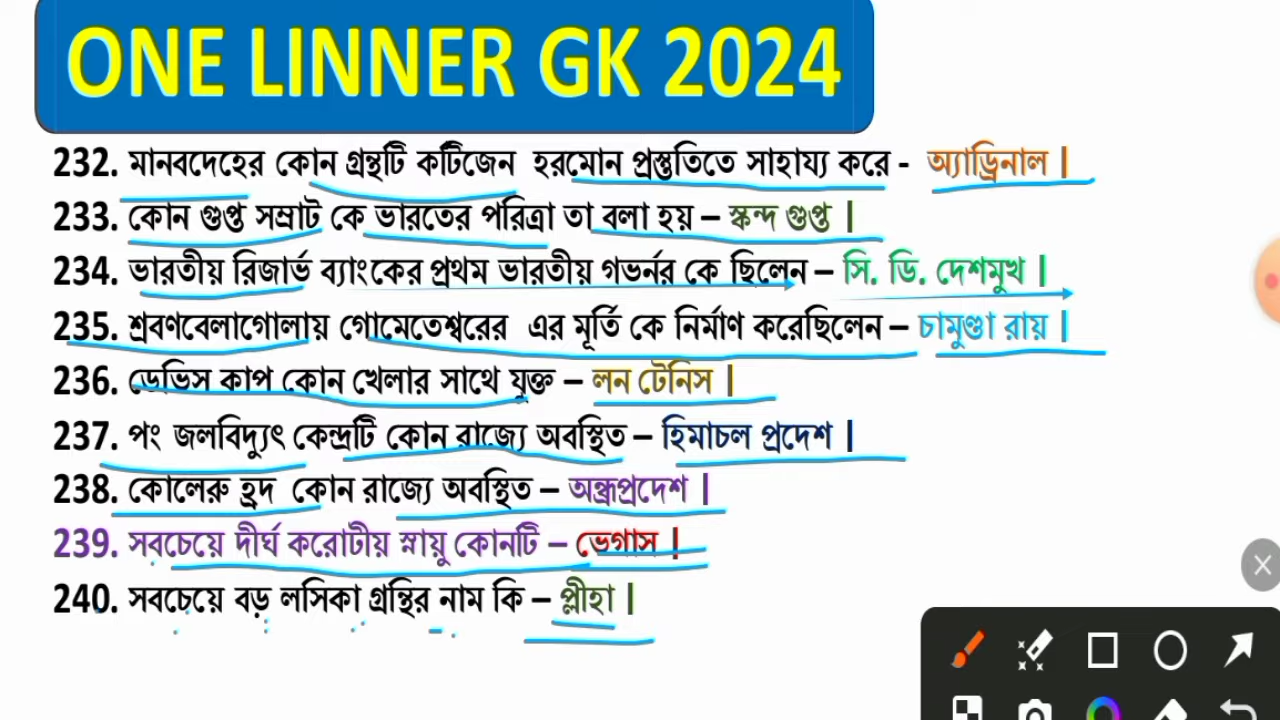 ONE LINNER GK 2024
232. মানবদেহের কোন গ্রন্থটি কর্টিজেন হরমোন প্রস্তুতিতে সাহায্য করে - অ্যাড্রিনাল |
233. কোন গুপ্ত সম্রাট কে ভারতের পরিত্রা তা বলা হয় – স্কন্দ গুপ্ত |
234. ভারতীয় রিজার্ভ ব্যাংকের প্রথম ভারতীয় গভর্নর কে ছিলেন – সি. ডি. দেশমুখ |
235. শ্রবণবেলাগোলায় গোমেতেশ্বরের এর মূর্তি কে নির্মাণ করেছিলেন – চামুণ্ডা রায় |
236. ডেভিস কাপ কোন খেলার সাথে যুক্ত – লন টেনিস |
237. পং জলবিদ্যুৎ কেন্দ্রটি কোন রাজ্যে অবস্থিত – হিমাচল প্রদেশ |
238. কোলেরু হ্রদ কোন রাজ্যে অবস্থিত – অন্ধ্রপ্রদেশ |
239. সবচেয়ে দীর্ঘ করোটীয় স্নায়ু কোনটি – ভেগাস |
240. সবচেয়ে বড় লসিকা গ্রন্থির নাম কি – প্লীহা |